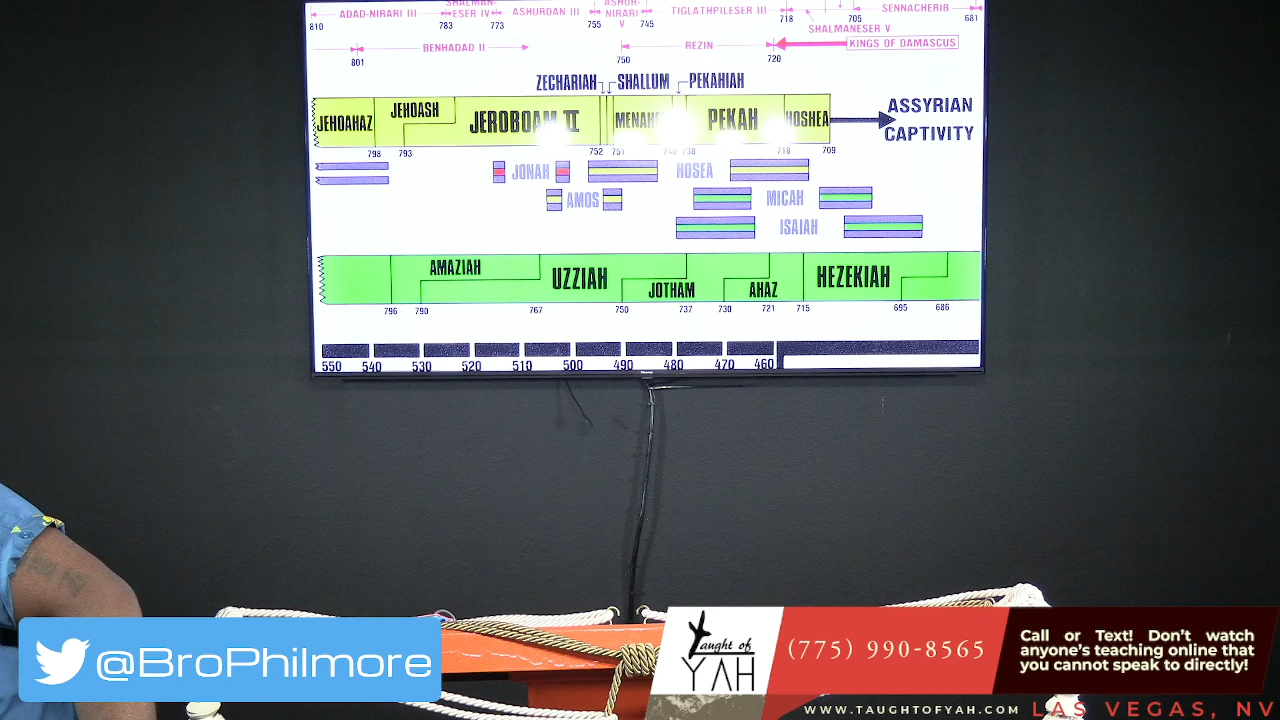 SHALMAN-
ESER IV
ADAD-NIRARI III
ASHURDAN III
ASHUR-
NIRARI
V
TIGLATHPILESER III
SENNACHERIB
810
783
773
755
745
718
705
681
SHALMANESER V
BENHADAD II
REZIN
KINGS OF DAMASCUS
801
750
720
ZECHARIAH
SHALLUM
PEKAHIAH
JEHOAHAZ
JEHOASH
JEROBOAM II
PEKAH
HOSHEA
ASSYRIAN
CAPTIVITY
798
793
752
751
738
718
709
JONAH
HOSEA
AMOS
MICAH
ISAIAH
AMAZIAH
UZZIAH
JOTHAM
AHAZ
HEZEKIAH
796
790
767
750
737
730
721
715
695
686
550 540 530 520 510 500 490 480 470 460
Hisense
@BroPhilmore
Taught of
YAH
(775) 990-8565
Call or Text! Don't watch
anyone's teaching online that
you cannot speak to directly!
WWW.TAUGHTOFYAH.COM
LAS VEGAS, NV